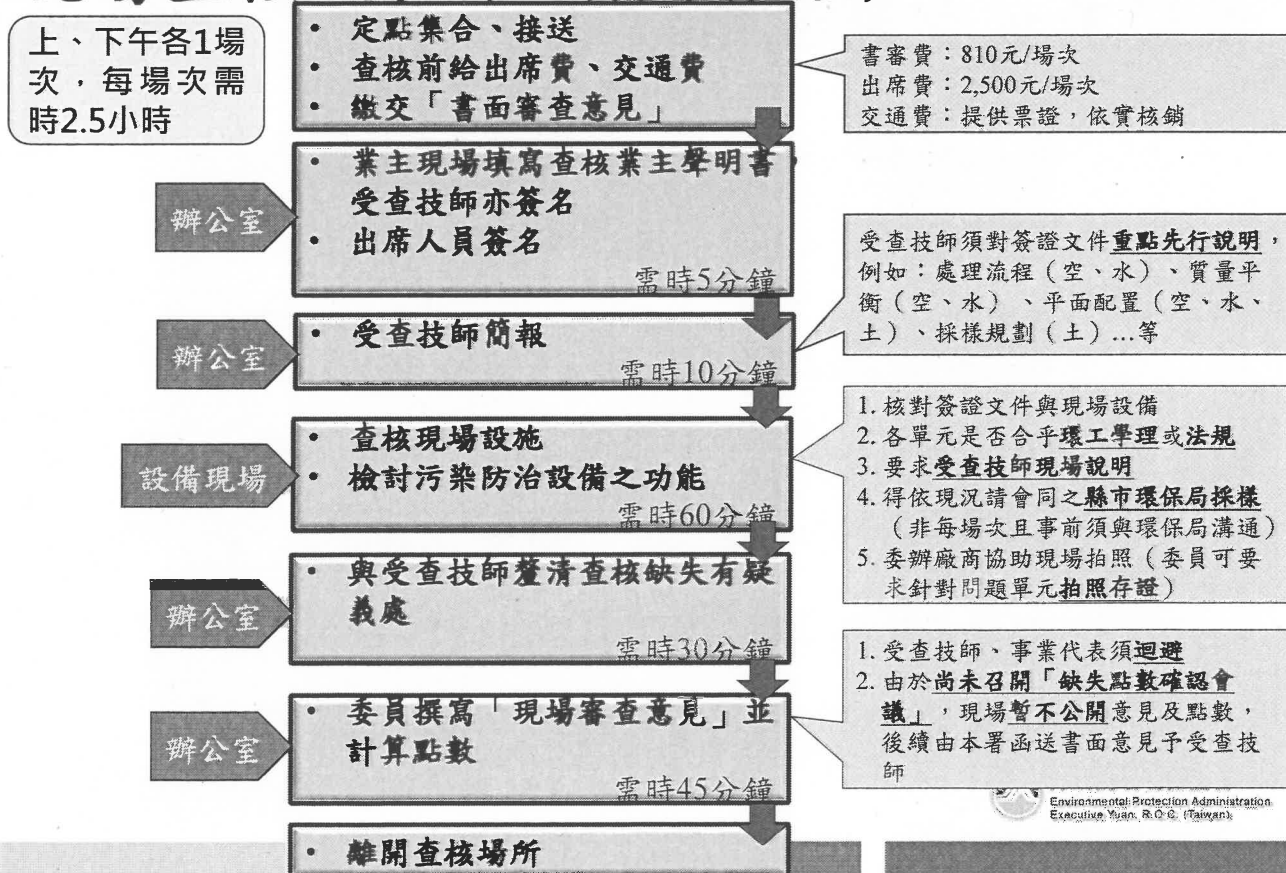 上、下午各1場
次，每場次需
時2.5小時
• 定點集合、接送
• 查核前給出席費、交通費
• 繳交「書面審查意見」
書審費：810元/場次
出席費：2,500元/場次
交通費：提供票證，依實核銷
辦公室
• 業主現場填寫查核業主聲明書，
受查技師亦簽名
• 出席人員簽名
需時5分鐘
辦公室
• 受查技師簡報
需時10分鐘
受查技師須對簽證文件重點先行說明，
例如：處理流程（空、水）、質量平
衡（空、水）、平面配置（空、水、
土）、採樣規劃（土）...等
設備現場
• 查核現場設施
• 檢討污染防治設備之功能
需時60分鐘
1. 核對簽證文件與現場設備
2. 各單元是否合乎環工學理或法規
3. 要求受查技師現場說明
4. 得依現況請會同之縣市環保局採樣
（非每場次且事前須與環保局溝通）
5. 委辦廠商協助現場拍照（委員可要
求針對問題單元拍照存證）
辦公室
• 與受查技師釐清查核缺失有疑
義處
需時30分鐘
辦公室
• 委員撰寫「現場審查意見」並
計算點數
需時45分鐘
1. 受查技師、事業代表須迴避
2. 由於尚未召開「缺失點數確認會
議」，現場暫不公開意見及點數，
後續由本署函送書面意見予受查技
師
Environmental Protection Administration
Executive Yuan, R.O.C. (Taiwan)
• 離開查核場所